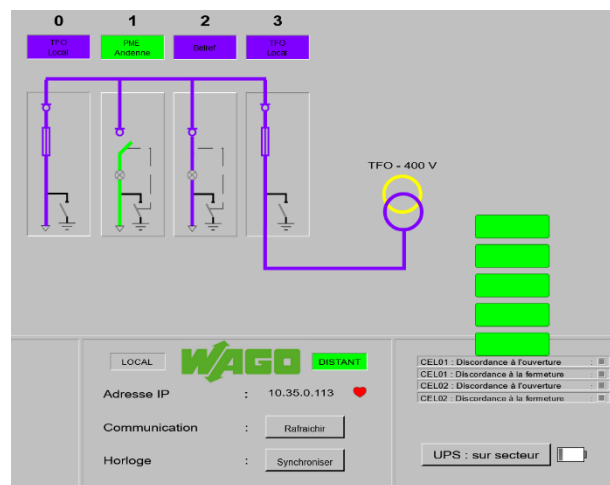 0 1 2 3
TFO PME Belref TFO
Local Andenne Local
TFO - 400 V
LOCAL WAGO DISTANT
Adresse IP : 10.35.0.113
Communication : Rafraichir
Horloge : Synchroniser
CEL01 : Discordance à l'ouverture :
CEL01 : Discordance à la fermeture :
CEL02 : Discordance à l'ouverture :
CEL02 : Discordance à la fermeture :
UPS : sur secteur